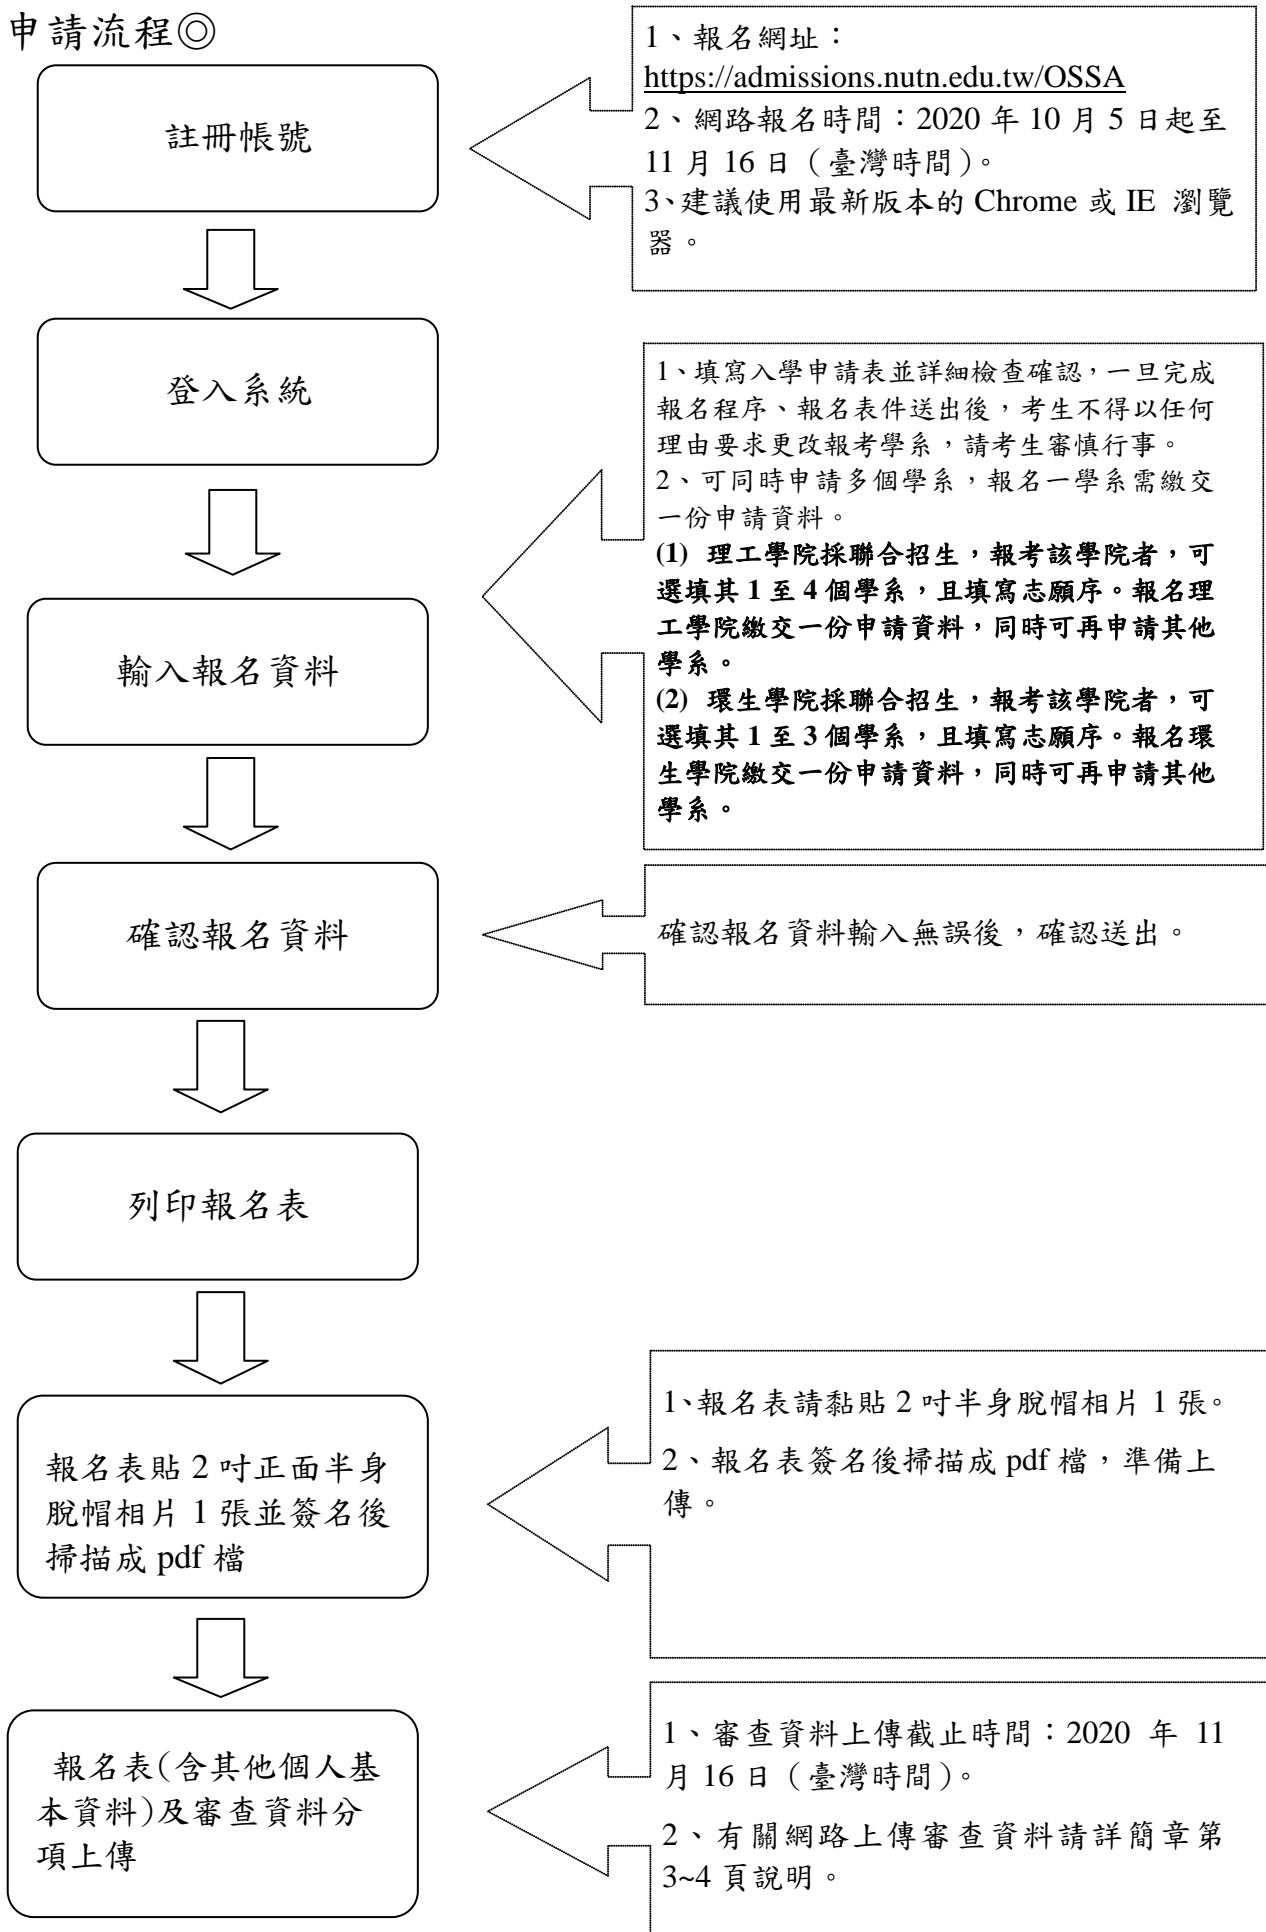 申請流程◎
註冊帳號
1、報名網址：
https://admissions.nutn.edu.tw/OSSA
2、網路報名時間：2020 年 10 月 5 日起至
11 月 16 日（臺灣時間）。
3、建議使用最新版本的 Chrome 或 IE 瀏覽
器。
登入系統
輸入報名資料
1、填寫入學申請表並詳細檢查確認，一旦完成
報名程序、報名表件送出後，考生不得以任何
理由要求更改報考學系，請考生審慎行事。
2、可同時申請多個學系，報名一學系需繳交
一份申請資料。
(1) 理工學院採聯合招生，報考該學院者，可
選填其 1 至 4 個學系，且填寫志願序。報名理
工學院繳交一份申請資料，同時可再申請其他
學系。
(2) 環生學院採聯合招生，報考該學院者，可
選填其 1 至 3 個學系，且填寫志願序。報名環
生學院繳交一份申請資料，同時可再申請其他
學系。
確認報名資料
確認報名資料輸入無誤後，確認送出。
列印報名表
報名表貼 2 吋正面半身
脫帽相片 1 張並簽名後
掃描成 pdf 檔
1、報名表請黏貼 2 吋半身脫帽相片 1 張。
2、報名表簽名後掃描成 pdf 檔，準備上
傳。
報名表(含其他個人基
本資料)及審查資料分
項上傳
1、審查資料上傳截止時間：2020 年 11
月 16 日（臺灣時間）。
2、有關網路上傳審查資料請詳簡章第
3~4 頁說明。